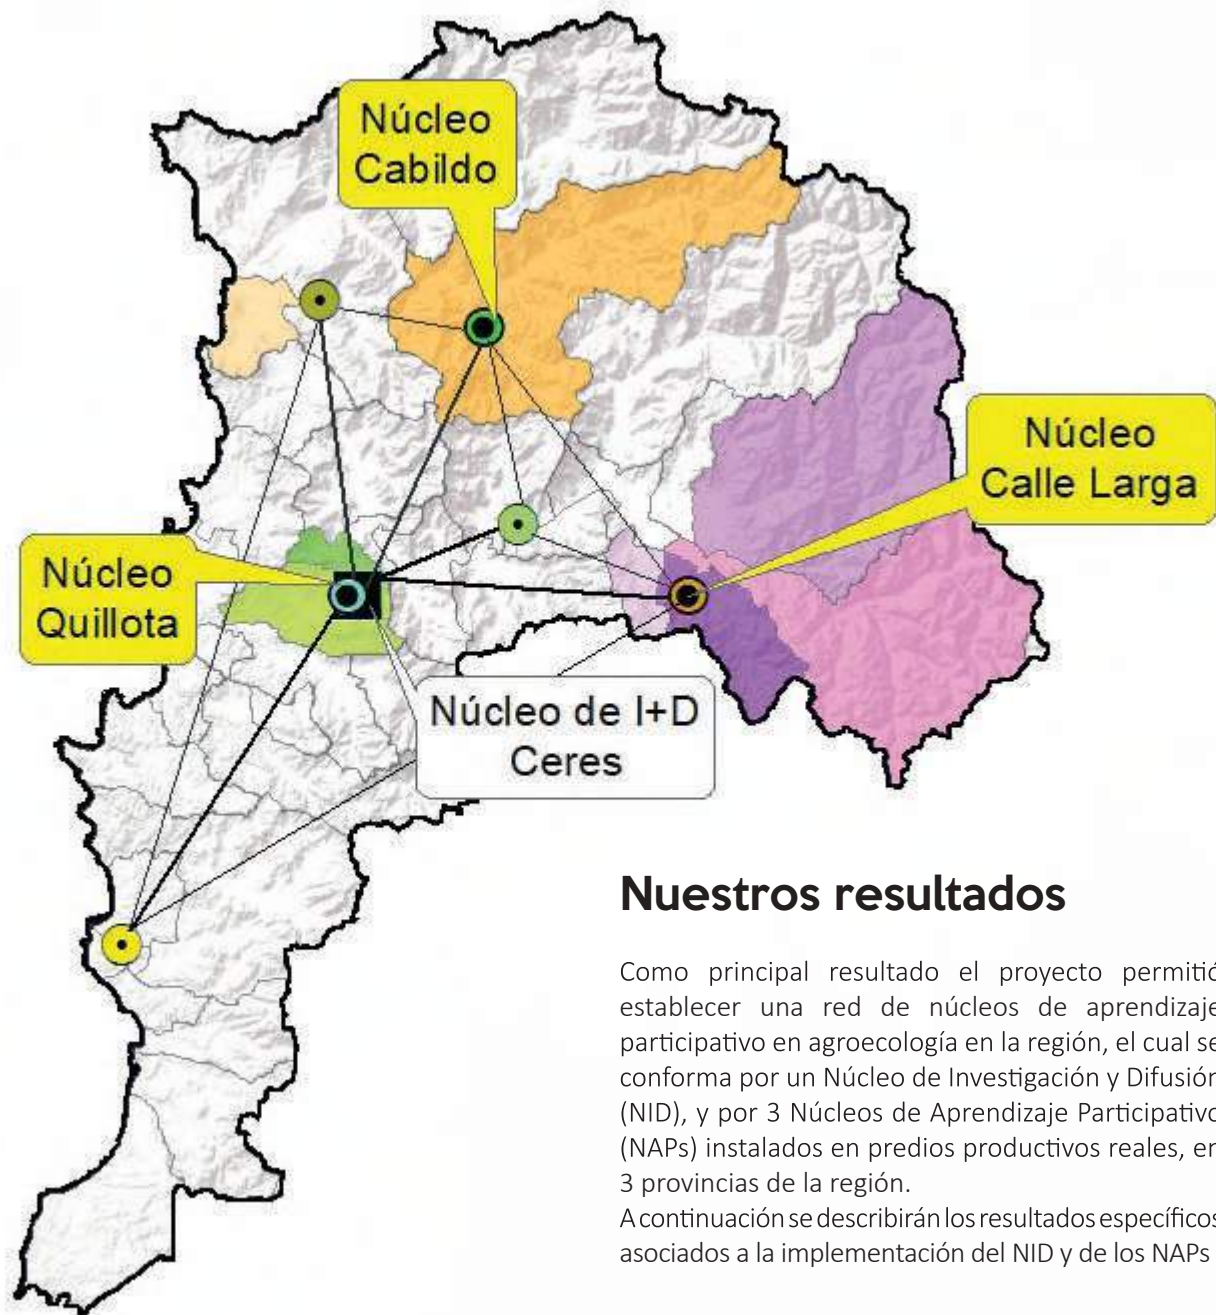 Núcleo
Cabildo
Núcleo
Calle Larga
Núcleo
Quillota
Núcleo de I+D
Ceres
Nuestros resultados
Como principal resultado el proyecto permitió
establecer una red de núcleos de aprendizaje
participativo en agroecología en la región, el cual se
conforma por un Núcleo de Investigación y Difusión
(NID), y por 3 Núcleos de Aprendizaje Participativo
(NAPs) instalados en predios productivos reales, en
3 provincias de la región.
A continuación se describirán los resultados específicos
asociados a la implementación del NID y de los NAPs